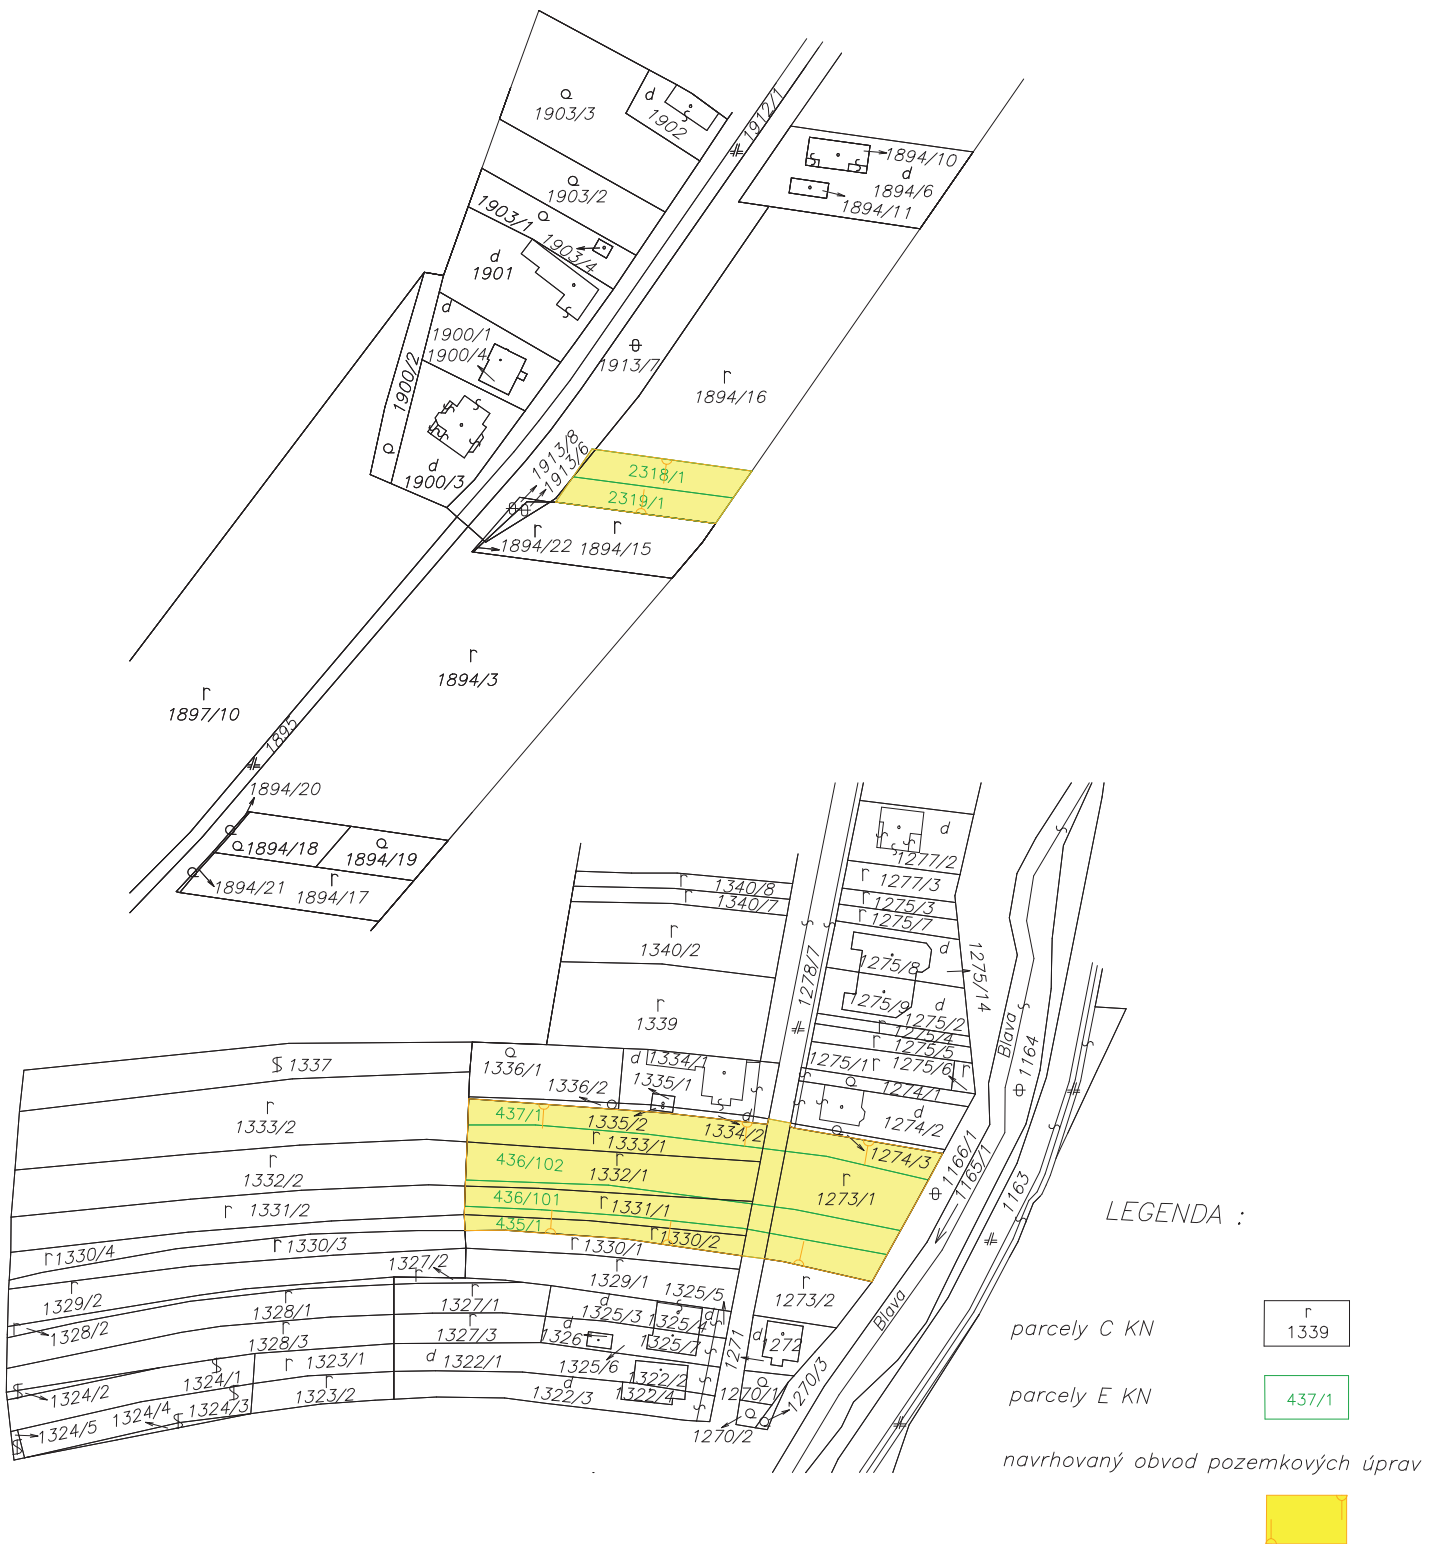 1903/3
d
1902
1912/1
1894/10
d
1894/6
1894/11
1903/2
1903/1
1903/4
d
1901
d
1900/1
1900/4
1900/2
1913/7
r
1894/16
d
1900/3
1913/8
1913/6
2318/1
2319/1
r
1894/22
r
1894/15
r
1894/3
r
1897/10
1895
1894/20
1894/18
1894/19
1894/21
r
1894/17
d
1277/2
r 1277/3
r 1340/8
r 1340/7
r 1275/3
r 1275/7
r
1340/2
1278/7
d
1275/8
1275/14
1275/9
d
1275/2
r
1339
r 1275/4
1275/5
1275/1
r 1275/6
r
1274/1
Blava
1164
1337
1336/1
d
1334/1
1336/2
1335/1
d
1274/2
r
1333/2
437/1
1335/2
d
1334/2
r 1333/1
1274/3
1166/1
1165/1
1163
r
1332/2
436/102
r
1332/1
r
1273/1
r 1331/2
436/101
r 1331/1
435/1
r 1330/2
LEGENDA :
r 1330/4
r 1330/3
r 1330/1
1327/2
r
r
1329/1
1325/5
r
1273/2
r
1329/2
r
1328/1
r
1327/1
d
1325/3
1325/4
d
Blava
r
1328/2
r
1328/3
r
1327/3
d
1326
1325/7
1271
d
1272
parcely C KN
r
1339
1324/1
r 1323/1
d 1322/1
1325/6
1322/2
1270/3
1324/2
1324/3
r
1323/2
d
1322/3
1322/4
1270/1
parcely E KN
437/1
1324/5
1324/4
1270/2
navrhovaný obvod pozemkových úprav